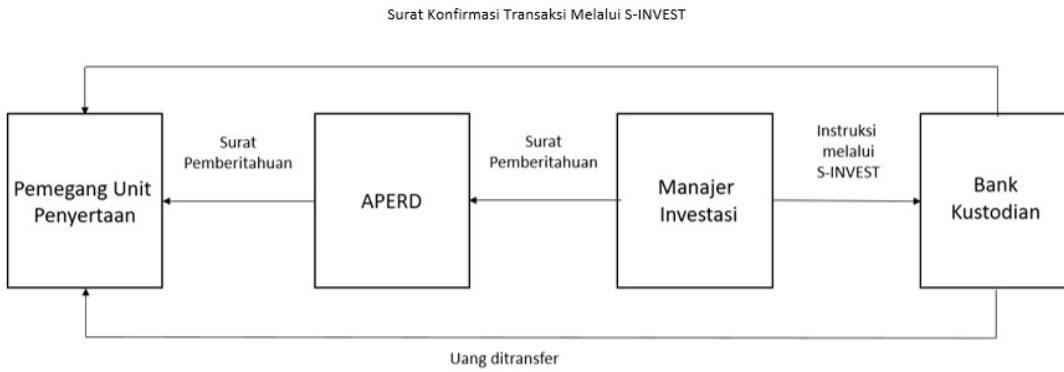 Surat Konfirmasi Transaksi Melalui S-INVEST
Surat
Pemberitahuan
Surat
Pemberitahuan
Instruksi
melalui
S-INVEST
Pemegang Unit
Penyertaan
APERD
Manajer
Investasi
Bank
Kustodian
Uang ditransfer